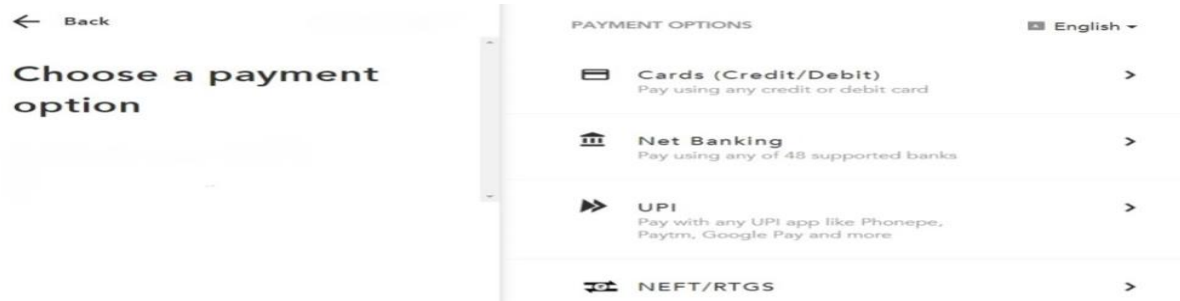 Back
Choose a payment
option
PAYMENT OPTIONS
English
Cards (Credit/Debit)
Pay using any credit or debit card
Net Banking
Pay using any of 48 supported banks
UPI
Pay with any UPI app like Phonepe,
Paytm, Google Pay and more
NEFT/RTGS